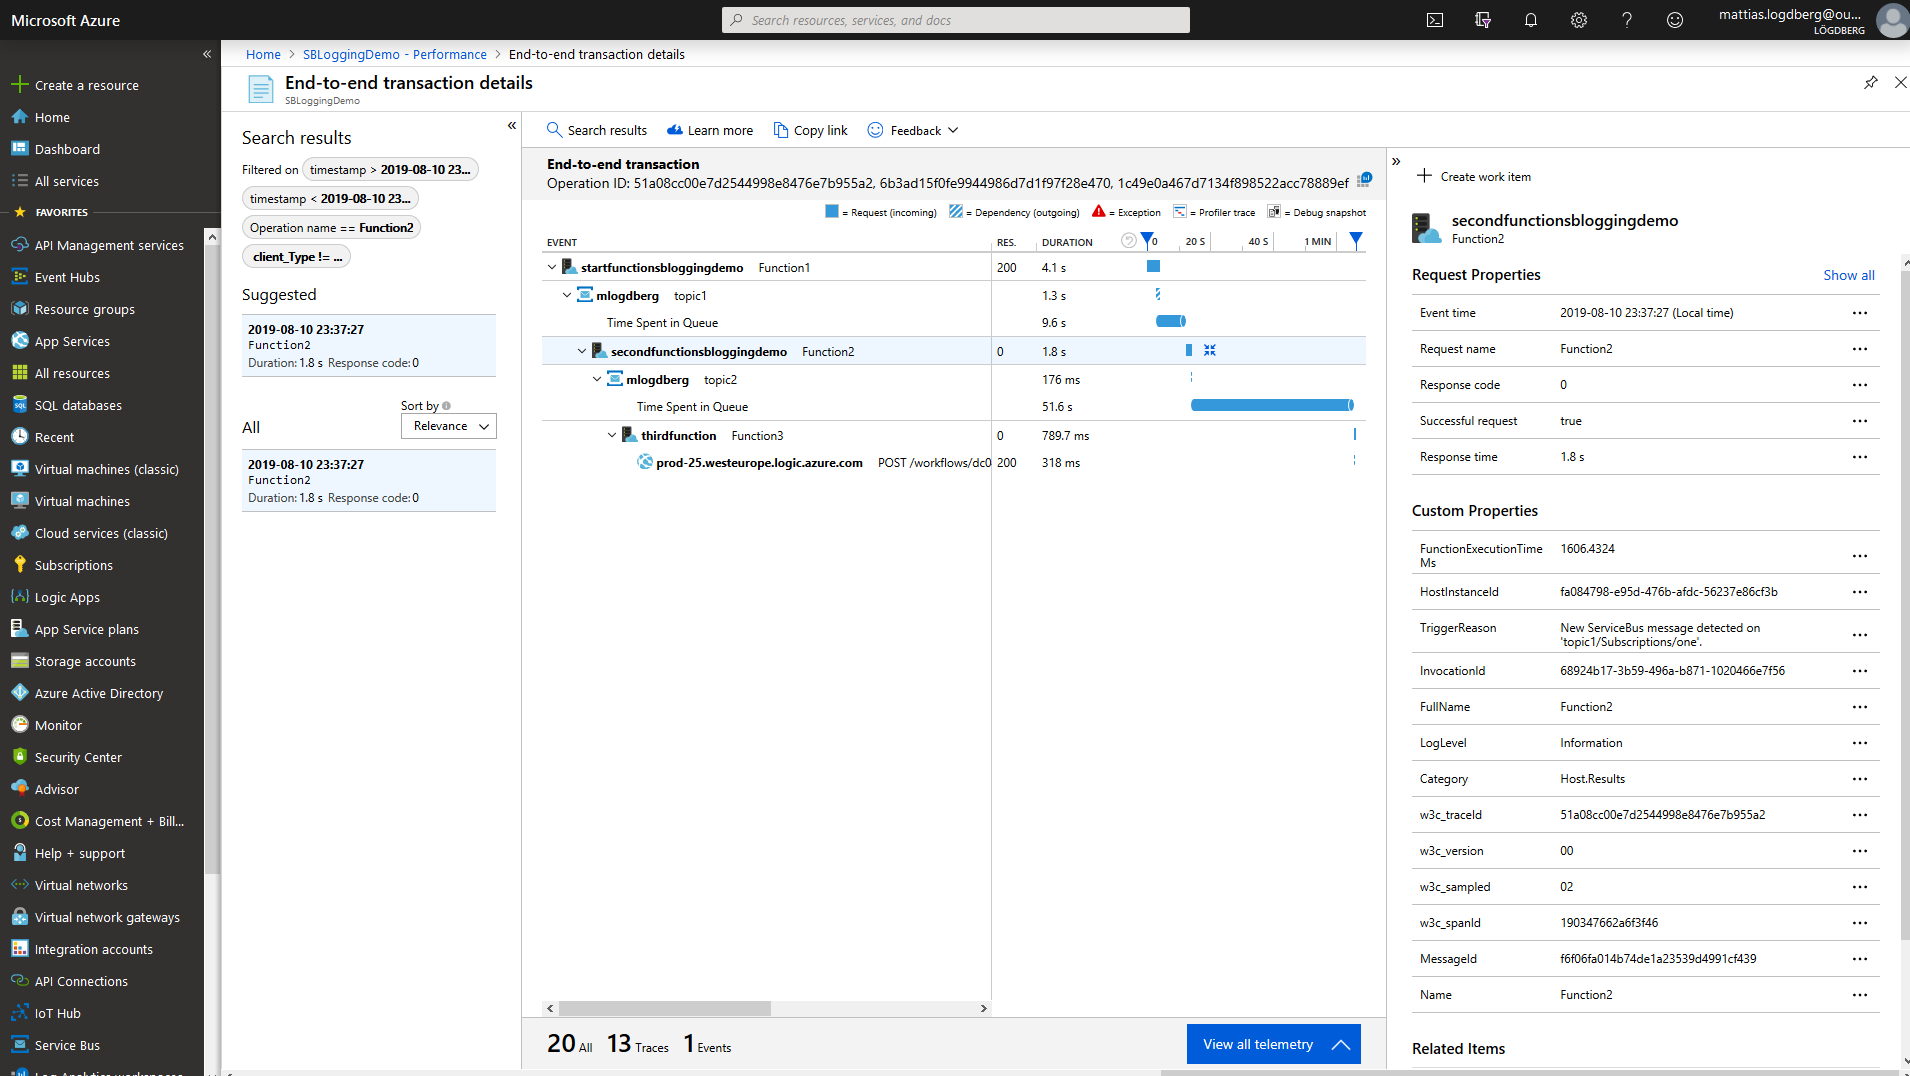 Microsoft Azure
Search resources, services, and docs
mattias.logdberg@ou...
LÖGDBERG
Create a resource
Home
Dashboard
All services
FAVORITES
API Management services
Event Hubs
Resource groups
App Services
All resources
SQL databases
Recent
Virtual machines (classic)
Virtual machines
Cloud services (classic)
Subscriptions
Logic Apps
App Service plans
Storage accounts
Azure Active Directory
Monitor
Security Center
Advisor
Cost Management + Bill...
Help + support
Virtual networks
Virtual network gateways
Integration accounts
API Connections
IoT Hub
Service Bus
Log Analytics workspaces
Home > SBLoggingDemo - Performance > End-to-end transaction details
End-to-end transaction details
SBLoggingDemo
Search results
Filtered on timestamp > 2019-08-10 23...
timestamp < 2019-08-10 23...
Operation name == Function2
client_Type != ...
Suggested
2019-08-10 23:37:27
Function2
Duration: 1.8 s Response code: 0
Sort by
All Relevance
2019-08-10 23:37:27
Function2
Duration: 1.8 s Response code: 0
Search results Learn more Copy link Feedback
End-to-end transaction
Operation ID: 51a08cc00e7d2544998e8476e7b955a2, 6b3ad15f0fe9944986d7d1f97f28e470, 1c49e0a467d7134f898522acc78889ef
= Request (incoming) = Dependency (outgoing) = Exception = Profiler trace = Debug snapshot
EVENT RES. DURATION 0 20 S 40 S 1 MIN
startfunctionsbloggingdemo Function1 200 4.1 s
mlogdberg topic1 1.3 s
Time Spent in Queue 9.6 s
secondfunctionsbloggingdemo Function2 0 1.8 s
mlogdberg topic2 176 ms
Time Spent in Queue 51.6 s
thirdfunction Function3 0 789.7 ms
prod-25.westeurope.logic.azure.com POST /workflows/dc0 200 318 ms
20 All 13 Traces 1 Events
View all telemetry
Create work item
secondfunctionsbloggingdemo
Function2
Request Properties Show all
Event time 2019-08-10 23:37:27 (Local time) ...
Request name Function2 ...
Response code 0 ...
Successful request true ...
Response time 1.8 s ...
Custom Properties
FunctionExecutionTime 1606.4324 ...
Ms
HostInstanceId fa084798-e95d-476b-afdc-56237e86cf3b ...
TriggerReason New ServiceBus message detected on ...
'topic1/Subscriptions/one'.
InvocationId 68924b17-3b59-496a-b871-1020466e7f56 ...
FullName Function2 ...
LogLevel Information ...
Category Host.Results ...
w3c_traceId 51a08cc00e7d2544998e8476e7b955a2 ...
w3c_version 00 ...
w3c_sampled 02 ...
w3c_spanId 190347662a6f3f46 ...
MessageId f6f06fa014b74de1a23539d4991cf439 ...
Name Function2 ...
Related Items